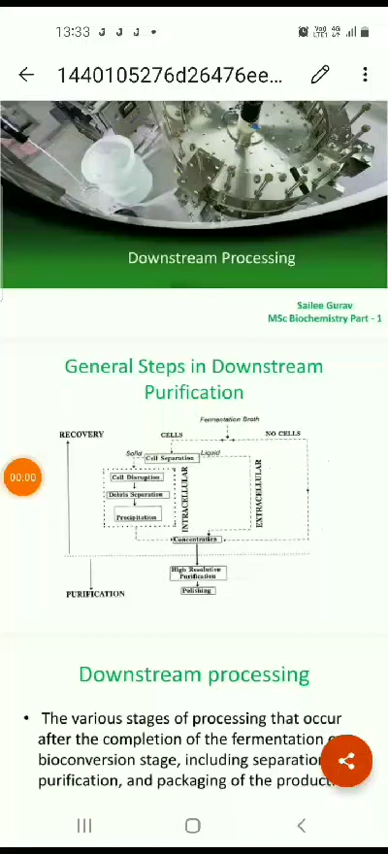 13:33 J J J •
Voo 4G
LTE1
1440105276d26476ee...
Downstream Processing
Sailee Gurav
MSc Biochemistry Part - 1
General Steps in Downstream
Purification
Fermentation Broth
RECOVERY CELLS NO CELLS
Solid Liquid
Cell Separation
Cell Disruption
Debris Separation
Precipitation
INTRACELLULAR
EXTRACELLULAR
00:00
Concentration
High Resolution
Purification
PURIFICATION
Polishing
Downstream processing
• The various stages of processing that occur
after the completion of the fermentation
bioconversion stage, including separation
purification, and packaging of the product.